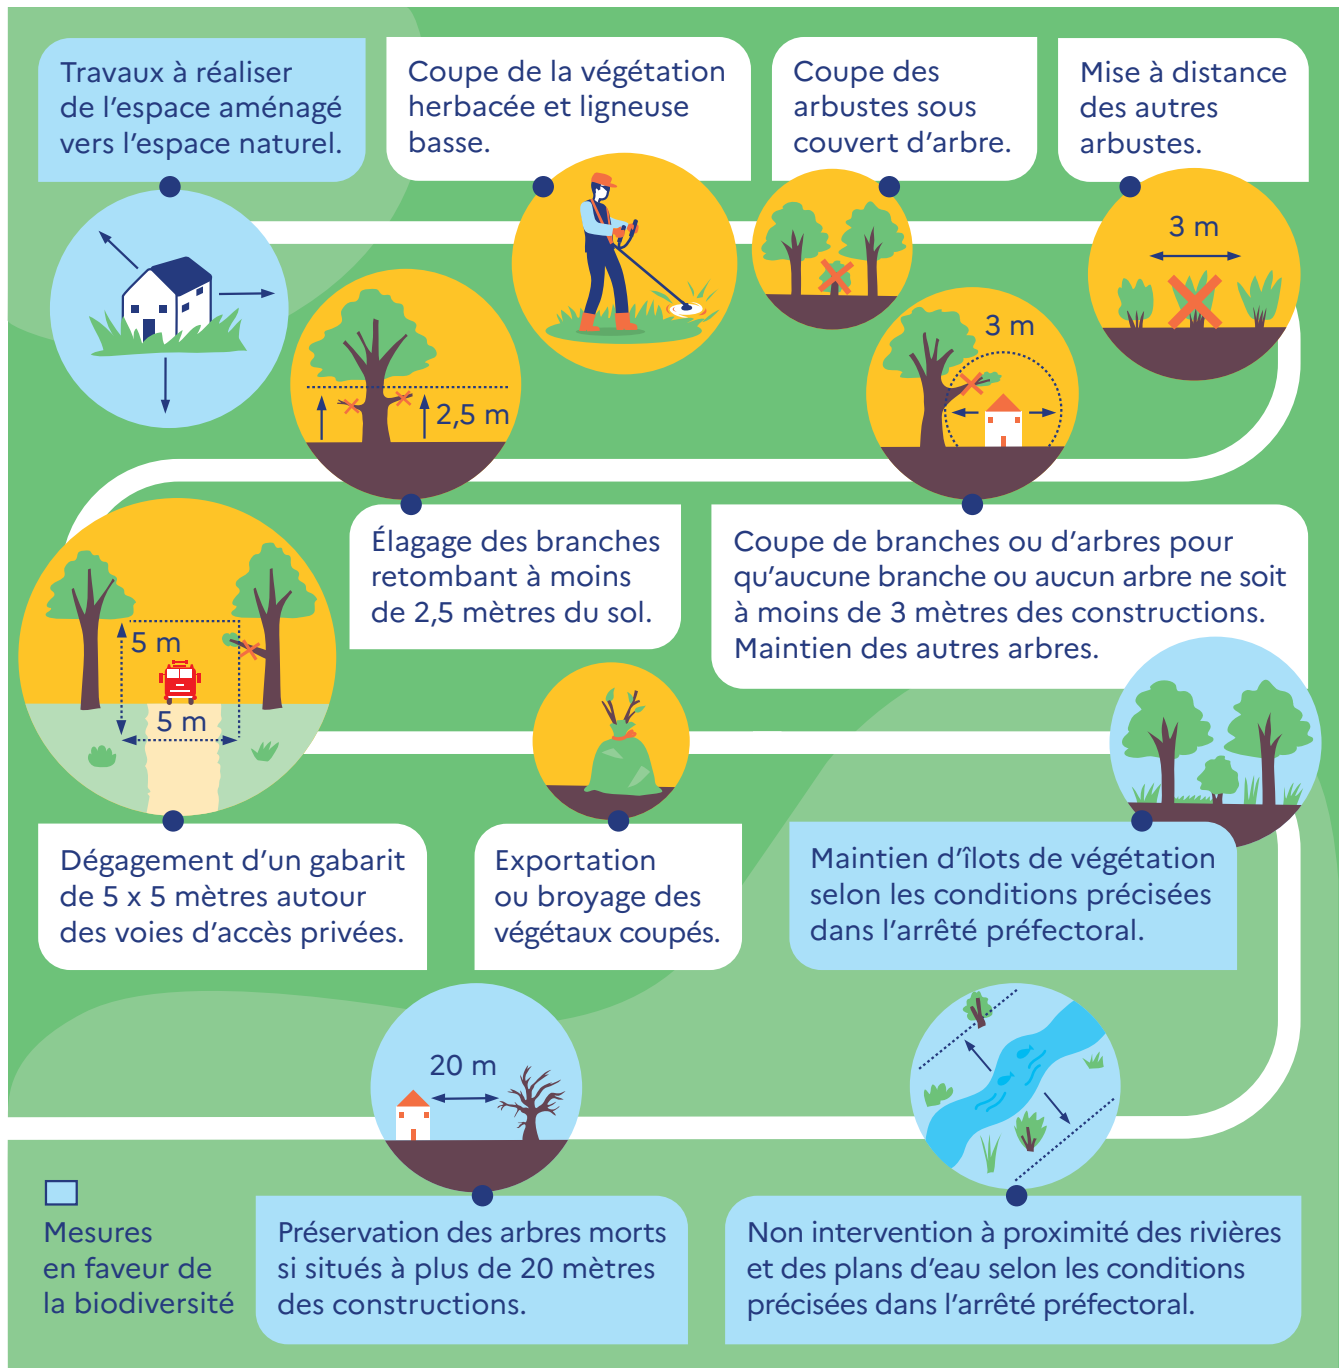 Travaux à réaliser
de l'espace aménagé
vers l'espace naturel.
Coupe de la végétation
herbacée et ligneuse
basse.
Coupe des
arbustes sous
couvert d'arbre.
Mise à distance
des autres
arbustes.
3 m
3 m
Coupe de branches ou d'arbres pour
qu'aucune branche ou aucun arbre ne soit
à moins de 3 mètres des constructions.
Maintien des autres arbres.
2,5 m
Élagage des branches
retombant à moins
de 2,5 mètres du sol.
5 m
5 m
Dégagement d'un gabarit
de 5 x 5 mètres autour
des voies d'accès privées.
Exportation
ou broyage des
végétaux coupés.
Maintien d'îlots de végétation
selon les conditions précisées
dans l'arrêté préfectoral.
Non intervention à proximité des rivières
et des plans d'eau selon les conditions
précisées dans l'arrêté préfectoral.
20 m
Préservation des arbres morts
si situés à plus de 20 mètres
des constructions.
Mesures
en faveur de
la biodiversité